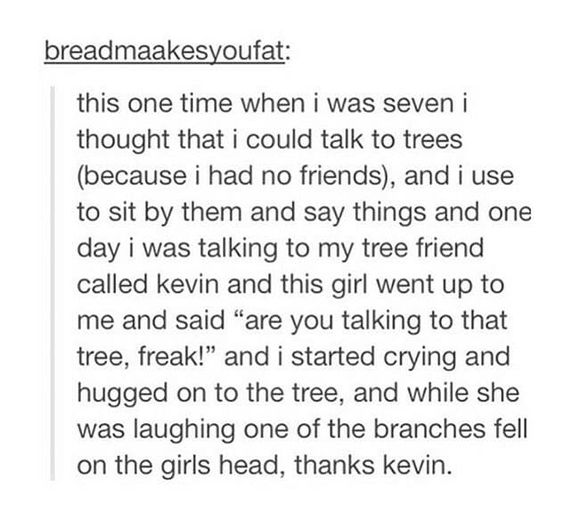 breadmaakesyoufat:
this one time when i was seven i
thought that i could talk to trees
(because i had no friends), and i use
to sit by them and say things and one
day i was talking to my tree friend
called kevin and this girl went up to
me and said “are you talking to that
tree, freak!” and i started crying and
hugged on to the tree, and while she
was laughing one of the branches fell
on the girls head, thanks kevin.